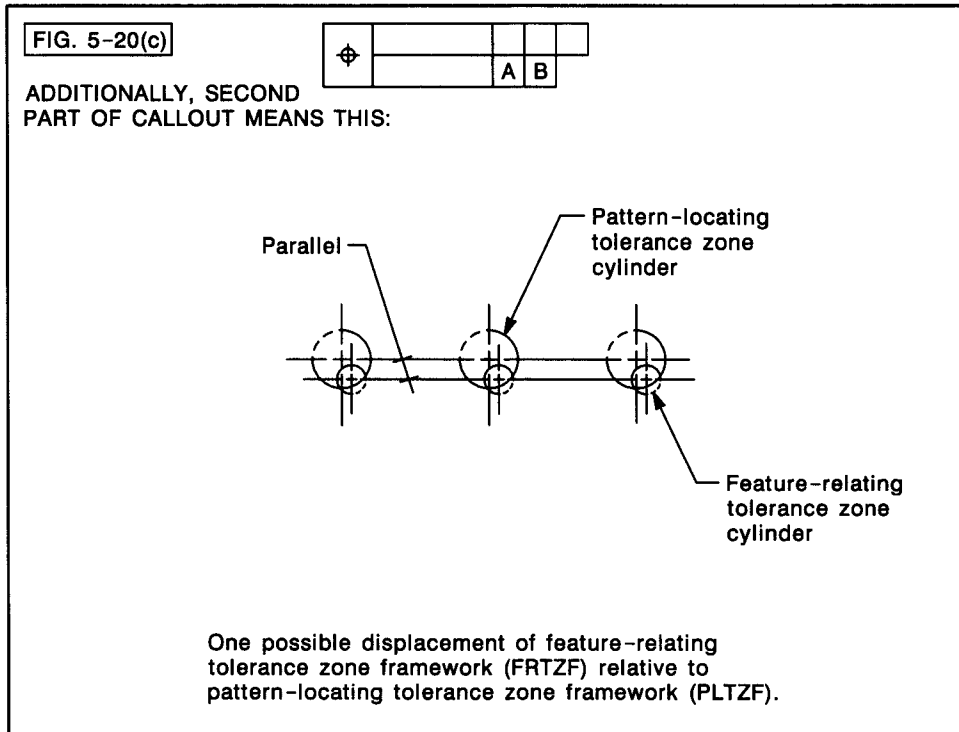 FIG. 5-20(c)
A B
ADDITIONALLY, SECOND
PART OF CALLOUT MEANS THIS:
Parallel
Pattern-locating
tolerance zone
cylinder
Feature-relating
tolerance zone
cylinder
One possible displacement of feature-relating
tolerance zone framework (FRTZF) relative to
pattern-locating tolerance zone framework (PLTZF).